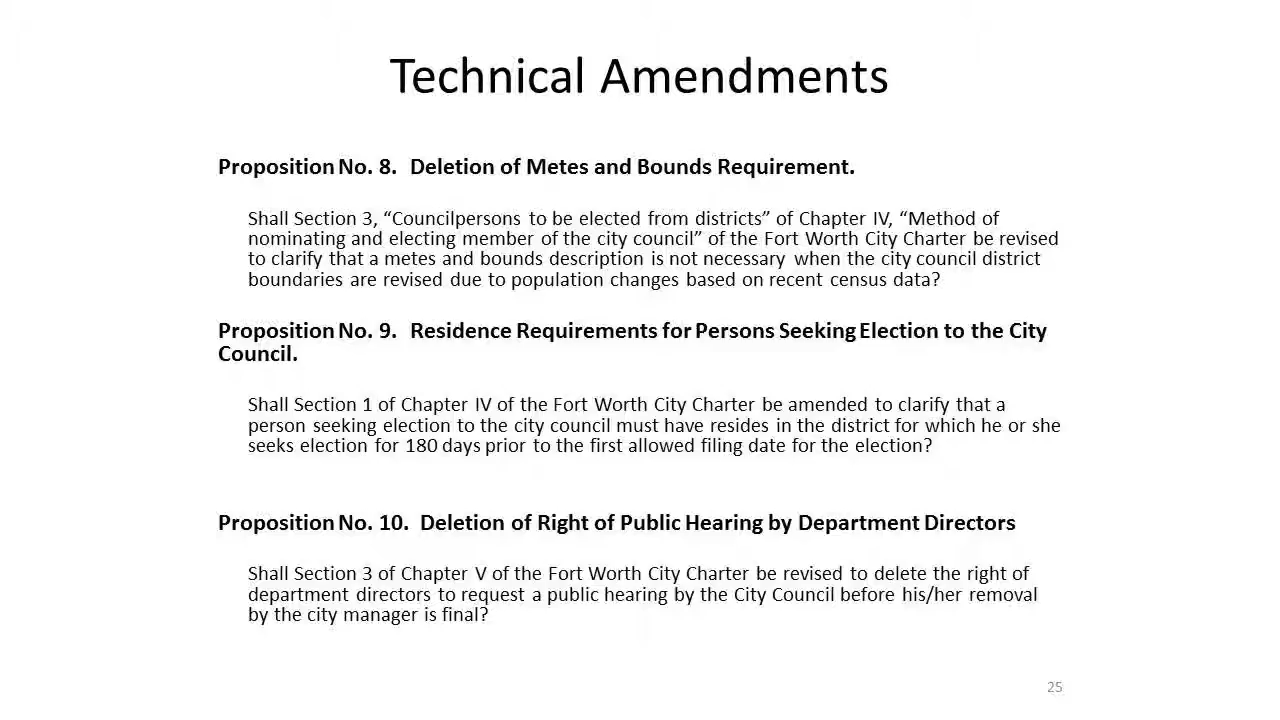 Technical Amendments
Proposition No. 8. Deletion of Metes and Bounds Requirement.
Shall Section 3, “Councilpersons to be elected from districts” of Chapter IV, “Method of
nominating and electing member of the city council” of the Fort Worth City Charter be revised
to clarify that a metes and bounds description is not necessary when the city council district
boundaries are revised due to population changes based on recent census data?
Proposition No. 9. Residence Requirements for Persons Seeking Election to the City
Council.
Shall Section 1 of Chapter IV of the Fort Worth City Charter be amended to clarify that a
person seeking election to the city council must have resides in the district for which he or she
seeks election for 180 days prior to the first allowed filing date for the election?
Proposition No. 10. Deletion of Right of Public Hearing by Department Directors
Shall Section 3 of Chapter V of the Fort Worth City Charter be revised to delete the right of
department directors to request a public hearing by the City Council before his/her removal
by the city manager is final?
25